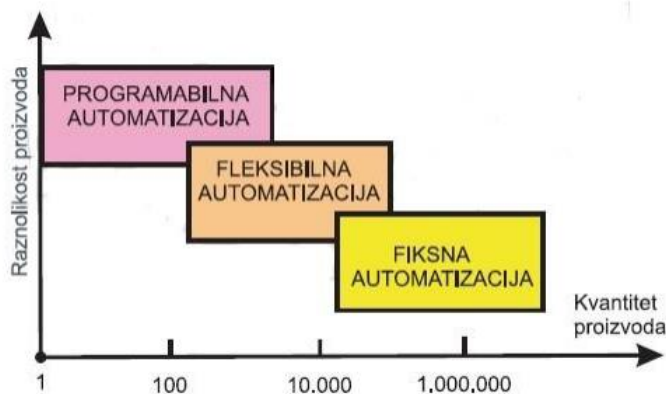 Raznolikost proizvoda
PROGRAMABILNA
AUTOMATIZACIJA
FLEKSIBILNA
AUTOMATIZACIJA
FIKSNA
AUTOMATIZACIJA
Kvantitet
proizvoda
1
100
10.000
1,000,000